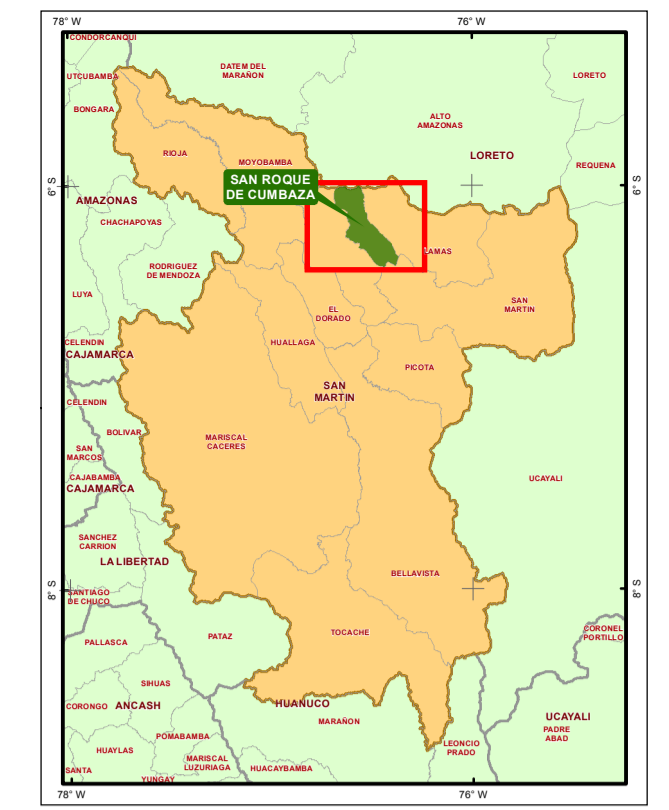 78° W
76° W
CONDORCANQUI
DATEM DEL
MARAÑON
UTCUBAMBA
LORETO
BONGARA
ALTO
AMAZONAS
RIOJA
LORETO
MOYOBAMBA
REQUENA
SAN ROQUE
DE CUMBAZA
6° S
6° S
AMAZONAS
CHACHAPOYAS
LAMAS
RODRIGUEZ
DE MENDOZA
LUYA
SAN
MARTIN
EL
DORADO
CELENDIN
HUALLAGA
CAJAMARCA
PICOTA
SAN
MARTIN
CELENDIN
BOLIVAR
MARISCAL
CACERES
SAN
MARCOS
CAJABAMBA
UCAYALI
CAJAMARCA
SANCHEZ
CARRION
LA LIBERTAD
BELLAVISTA
8° S
8° S
SANTIAGO
DE CHUCO
CORONEL
PORTILLO
PALLASCA
PATAZ
TOCACHE
SIHUAS
CORONGO
ANCASH
HUANUCO
MARAÑON
UCAYALI
PADRE
ABAD
POMABAMBA
HUAYLAS
LEONCIO
PRADO
MARISCAL
LUZURIAGA
HUACAYBAMBA
SANTA
YUNGAY
78° W
76° W